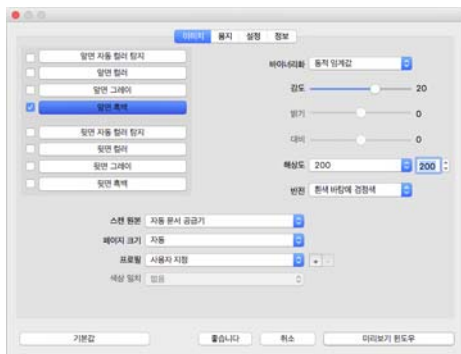 이미지 용지 설정 정보
앞면 자동 컬러 탐지
앞면 컬러
앞면 그레이
앞면 흑백
뒷면 자동 컬러 탐지
뒷면 컬러
뒷면 그레이
뒷면 흑백
바이너리화 동적 임계값
감도 20
밝기 0
대비 0
해상도 200 200
반전 흰색 바탕에 검정색
스캔 원본 자동 문서 공급기
페이지 크기 자동
프로필 사용자 지정 + -
색상 일치 없음
기본값 좋습니다 취소 미리보기 윈도우